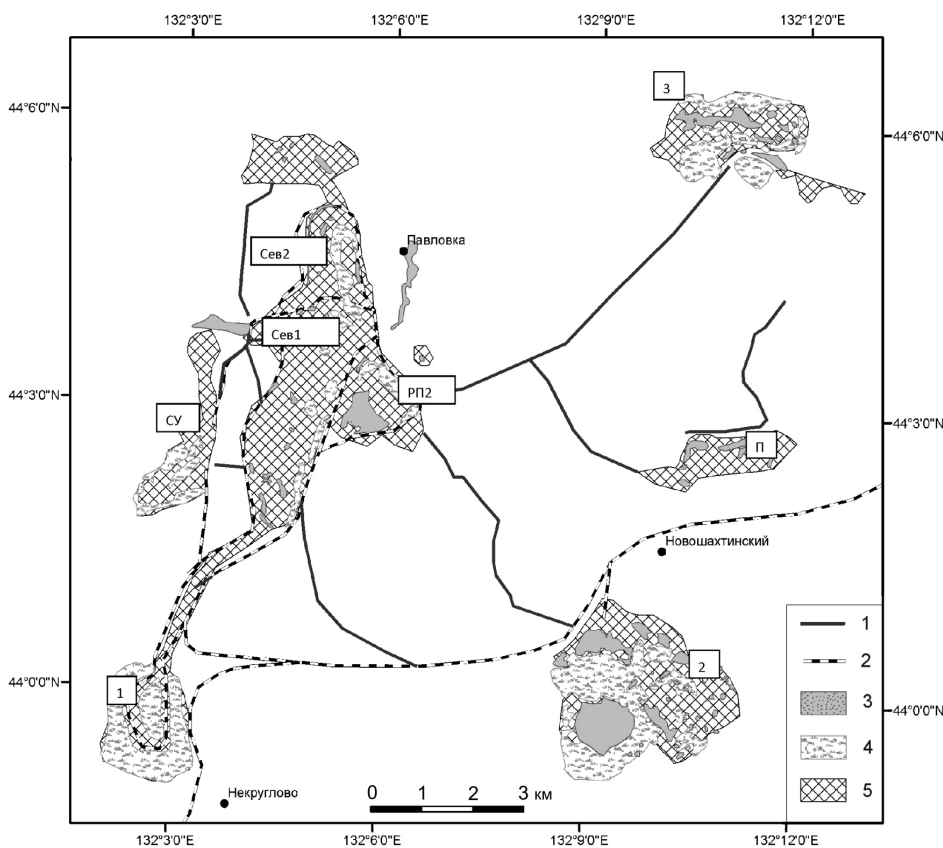 132°3'0"E
132°6'0"E
132°9'0"E
132°12'0"E
44°6'0"N
3
44°6'0"N
Павловка
Сев2
Сев1
44°3'0"N
РП2
СУ
44°3'0"N
П
Новошахтинский
1
2
44°0'0"N
1
2
3
4
5
44°0'0"N
Некруглово
0 1 2 3 км
132°3'0"E
132°6'0"E
132°9'0"E
132°12'0"E